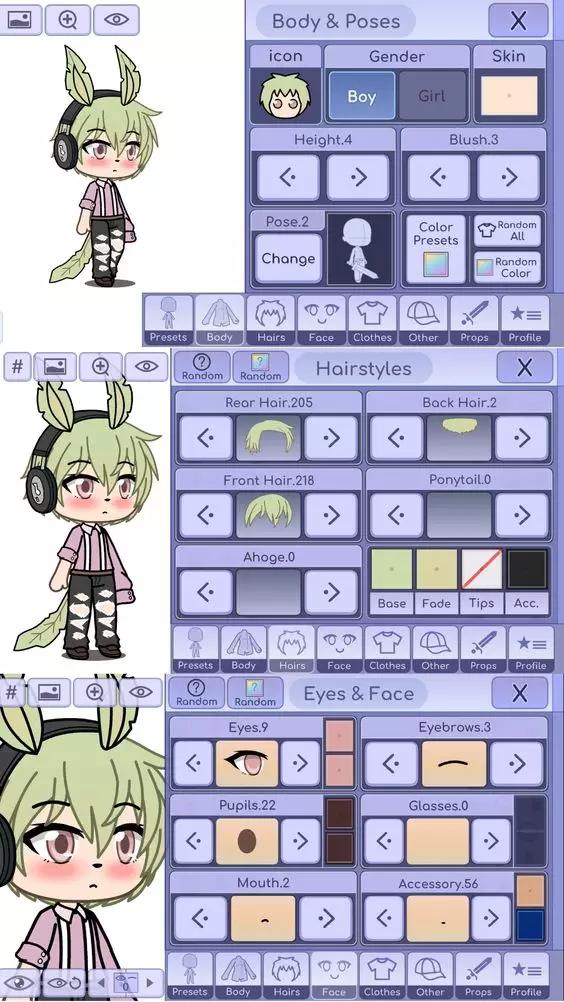 Body & Poses
X
icon
Gender
Skin
Boy
Girl
Height.4
Blush.3
Pose.2
Change
Color
Presets
Random
All
Random
Color
Presets
Body
Hairs
Face
Clothes
Other
Props
Profile
#
?
Random
?
Random
Hairstyles
X
Rear Hair.205
Back Hair.2
Front Hair.218
Ponytail.0
Ahoge.0
Base
Fade
Tips
Acc.
Presets
Body
Hairs
Face
Clothes
Other
Props
Profile
#
?
Random
?
Random
Eyes & Face
X
Eyes.9
Eyebrows.3
Pupils.22
Glasses.0
Mouth.2
Accessory.56
Presets
Body
Hairs
Face
Clothes
Other
Props
Profile